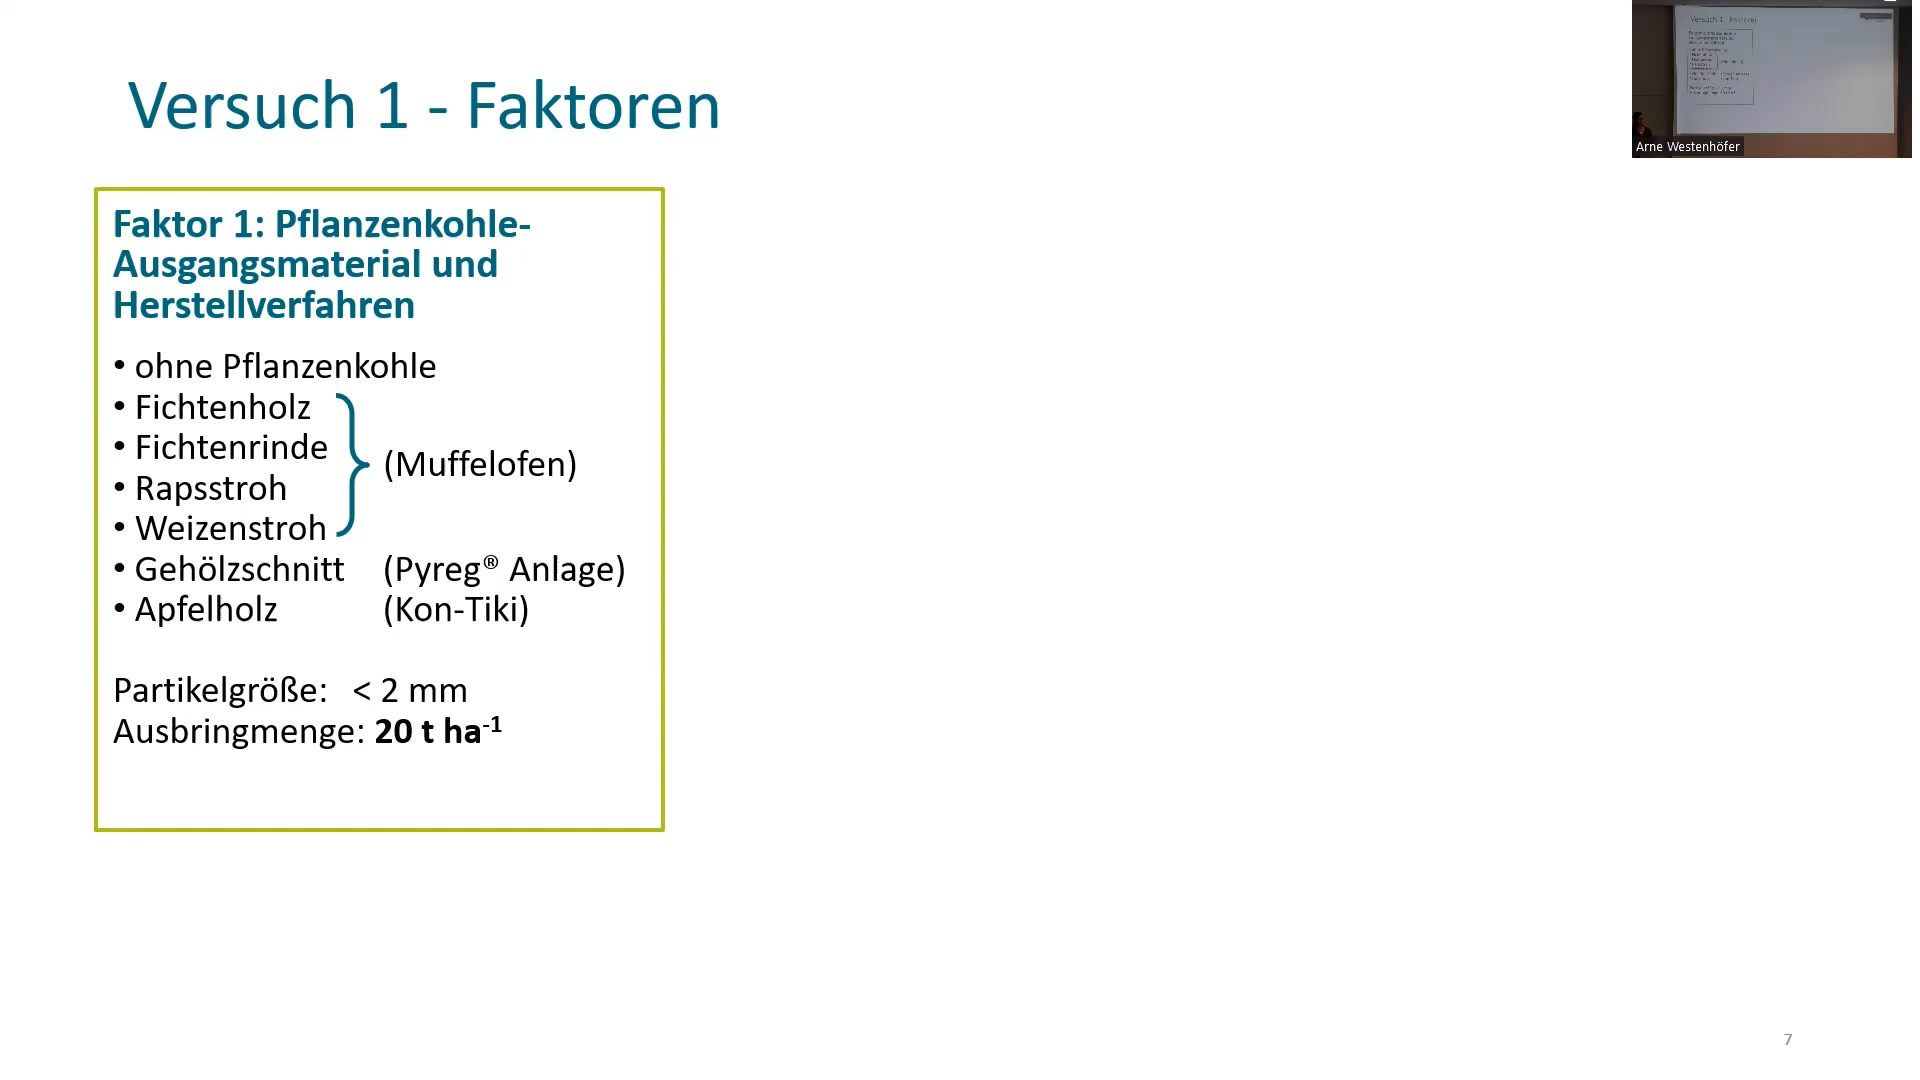 Versuch 1 - Faktoren
Arne Westenhöfer
Faktor 1: Pflanzenkohle-
Ausgangsmaterial und
Herstellverfahren
• ohne Pflanzenkohle
• Fichtenholz
• Fichtenrinde
(Muffelofen)
• Rapsstroh
• Weizenstroh
• Gehölzschnitt (Pyreg® Anlage)
• Apfelholz (Kon-Tiki)
Partikelgröße: < 2 mm
Ausbringmenge: 20 t ha⁻¹
7